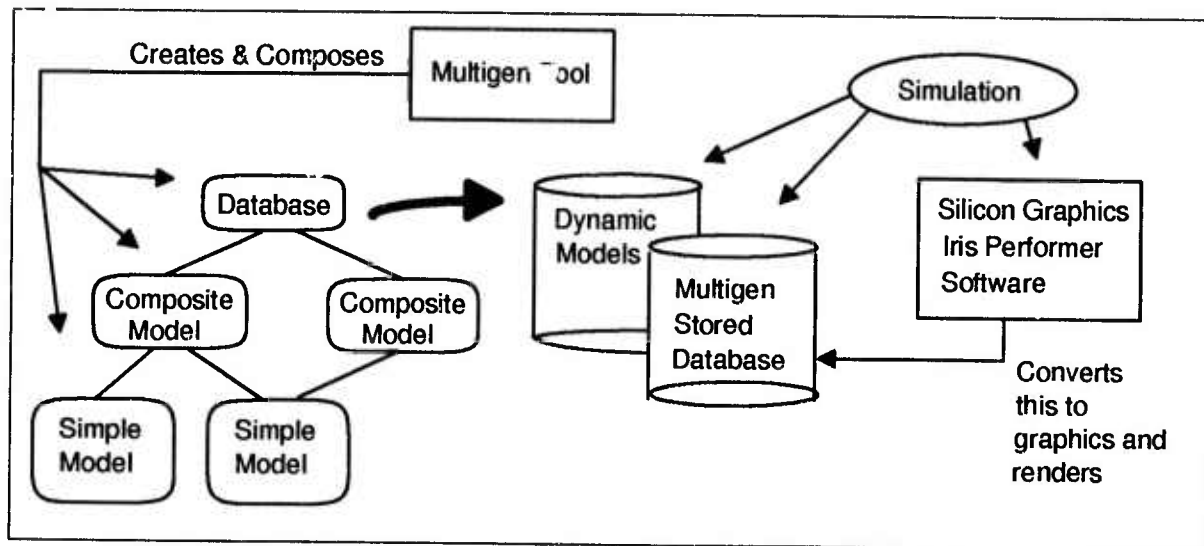 Creates & Composes
Multigen Tool
Simulation
Database
Dynamic
Models
Silicon Graphics
Iris Performer
Software
Composite
Model
Composite
Model
Multigen
Stored
Database
Simple
Model
Simple
Model
Converts
this to
graphics and
renders